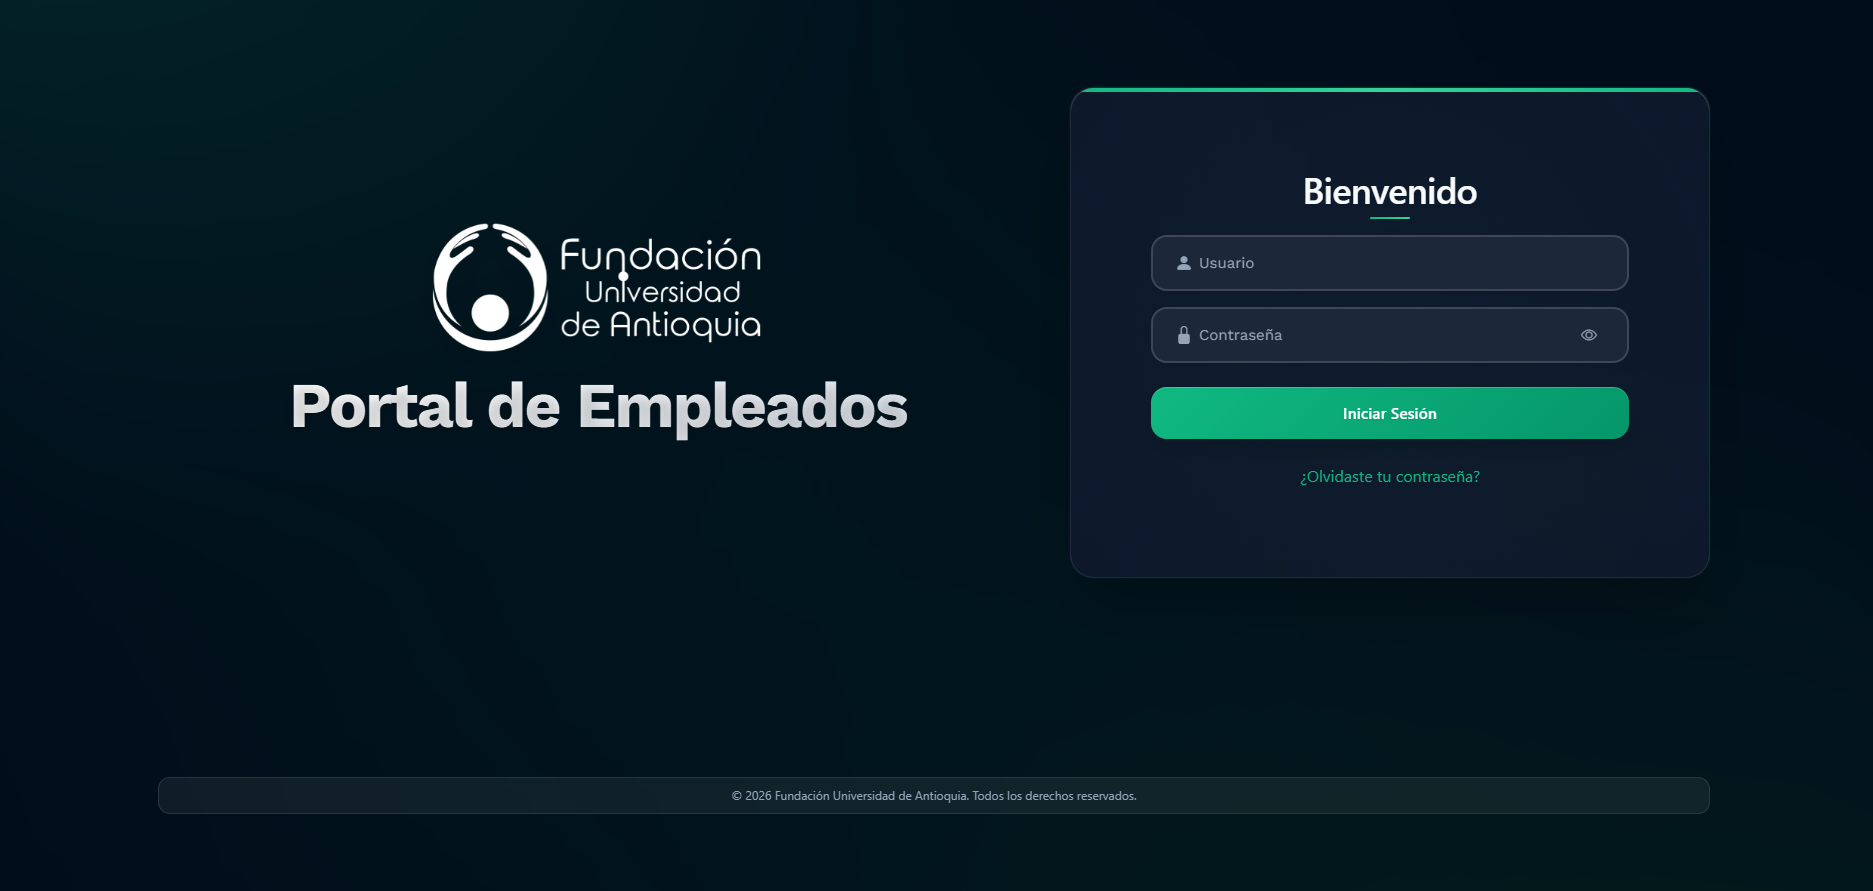 Fundación
Universidad
de Antioquia
Portal de Empleados
Bienvenido
Usuario
Contraseña
Iniciar Sesión
¿Olvidaste tu contraseña?
© 2026 Fundación Universidad de Antioquia. Todos los derechos reservados.